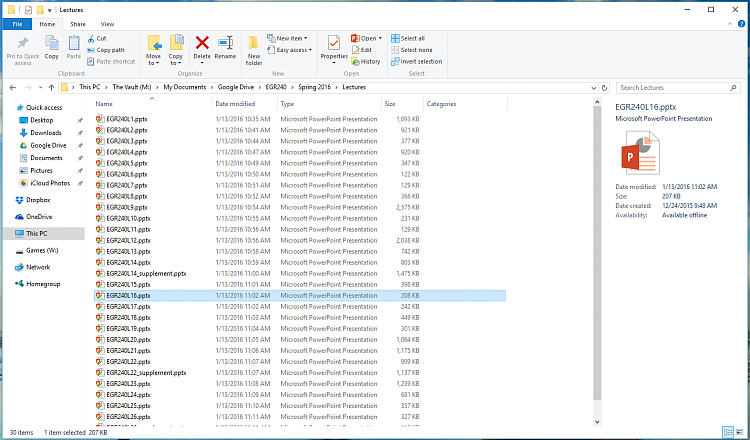 Lectures
File Home Share View
Pin to Quick access
Copy
Paste
Cut
Copy path
Paste shortcut
Clipboard
Move to
Copy to
Delete
Rename
Organize
New folder
New item
Easy access
New
Properties
Open
Edit
History
Open
Select all
Select none
Invert selection
Select
This PC The Vault (M:) My Documents Google Drive EGR240 Spring 2016 Lectures
Search Lectures
Quick access
Desktop
Downloads
Google Drive
Documents
Pictures
iCloud Photos
Dropbox
OneDrive
This PC
Games (W:)
Network
Homegroup
Name Date modified Type Size Categories
EGR240L1.pptx 1/13/2016 10:35 AM Microsoft PowerPoint Presentation 1,093 KB
EGR240L2.pptx 1/13/2016 10:41 AM Microsoft PowerPoint Presentation 921 KB
EGR240L3.pptx 1/13/2016 10:44 AM Microsoft PowerPoint Presentation 377 KB
EGR240L4.pptx 1/13/2016 10:47 AM Microsoft PowerPoint Presentation 920 KB
EGR240L5.pptx 1/13/2016 10:49 AM Microsoft PowerPoint Presentation 347 KB
EGR240L6.pptx 1/13/2016 10:50 AM Microsoft PowerPoint Presentation 122 KB
EGR240L7.pptx 1/13/2016 10:51 AM Microsoft PowerPoint Presentation 129 KB
EGR240L8.pptx 1/13/2016 10:52 AM Microsoft PowerPoint Presentation 366 KB
EGR240L9.pptx 1/13/2016 10:54 AM Microsoft PowerPoint Presentation 2,575 KB
EGR240L10.pptx 1/13/2016 10:55 AM Microsoft PowerPoint Presentation 231 KB
EGR240L11.pptx 1/13/2016 10:56 AM Microsoft PowerPoint Presentation 129 KB
EGR240L12.pptx 1/13/2016 10:56 AM Microsoft PowerPoint Presentation 2,038 KB
EGR240L13.pptx 1/13/2016 10:58 AM Microsoft PowerPoint Presentation 742 KB
EGR240L14.pptx 1/13/2016 10:59 AM Microsoft PowerPoint Presentation 803 KB
EGR240L14_supplement.pptx 1/13/2016 11:00 AM Microsoft PowerPoint Presentation 1,475 KB
EGR240L15.pptx 1/13/2016 11:01 AM Microsoft PowerPoint Presentation 398 KB
EGR240L16.pptx 1/13/2016 11:02 AM Microsoft PowerPoint Presentation 208 KB
EGR240L17.pptx 1/13/2016 11:02 AM Microsoft PowerPoint Presentation 242 KB
EGR240L18.pptx 1/13/2016 11:03 AM Microsoft PowerPoint Presentation 449 KB
EGR240L19.pptx 1/13/2016 11:04 AM Microsoft PowerPoint Presentation 301 KB
EGR240L20.pptx 1/13/2016 11:05 AM Microsoft PowerPoint Presentation 1,064 KB
EGR240L21.pptx 1/13/2016 11:06 AM Microsoft PowerPoint Presentation 1,175 KB
EGR240L22.pptx 1/13/2016 11:07 AM Microsoft PowerPoint Presentation 999 KB
EGR240L22_supplement.pptx 1/13/2016 11:07 AM Microsoft PowerPoint Presentation 1,137 KB
EGR240L23.pptx 1/13/2016 11:08 AM Microsoft PowerPoint Presentation 1,239 KB
EGR240L24.pptx 1/13/2016 11:09 AM Microsoft PowerPoint Presentation 681 KB
EGR240L25.pptx 1/13/2016 11:10 AM Microsoft PowerPoint Presentation 357 KB
EGR240L26.pptx 1/13/2016 11:11 AM Microsoft PowerPoint Presentation 327 KB
EGR240L16.pptx
Microsoft PowerPoint Presentation
P
Date modified: 1/13/2016 11:02 AM
Size: 207 KB
Date created: 12/24/2015 9:48 AM
Availability: Available offline
30 items 1 item selected 207 KB